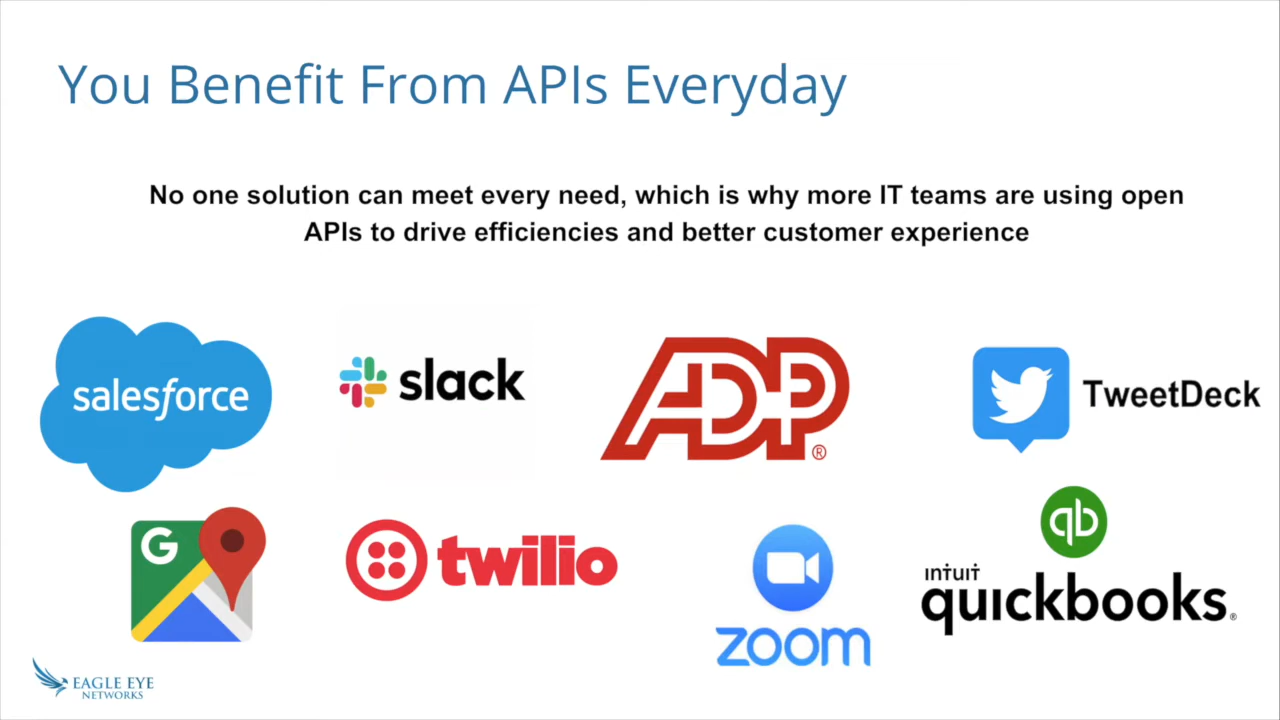 You Benefit From APIs Everyday
No one solution can meet every need, which is why more IT teams are using open
APIs to drive efficiencies and better customer experience
salesforce
slack
ADP®
TweetDeck
G
twilio
zoom
qb
intuit
quickbooks®
EAGLE EYE
NETWORKS